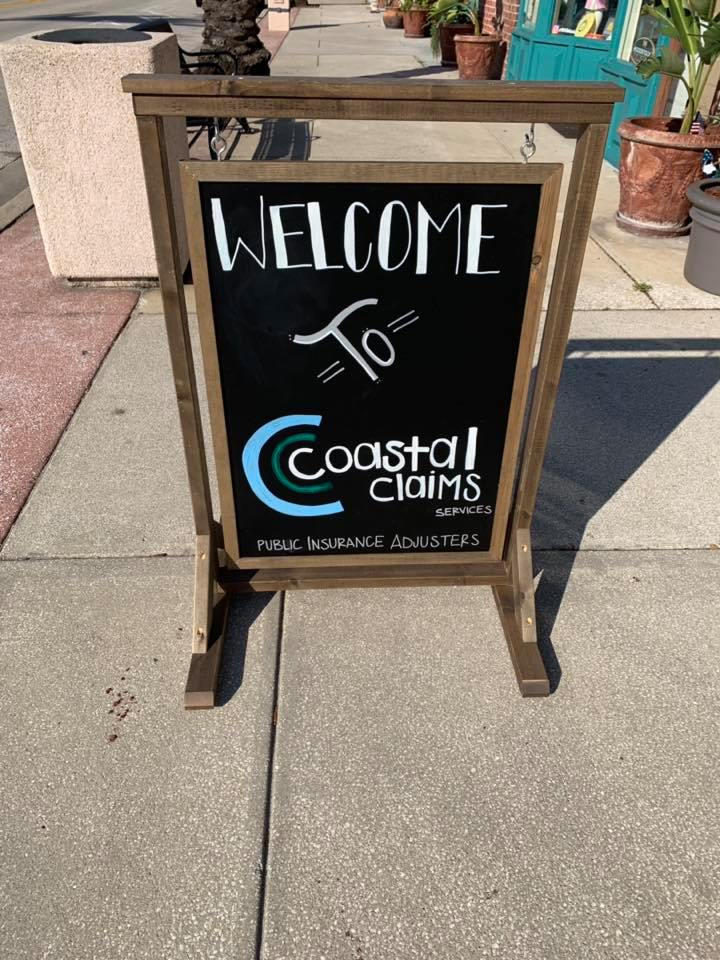 WELCOME
To
Coastal
Claims
SERVICES
PUBLIC INSURANCE ADJUSTERS